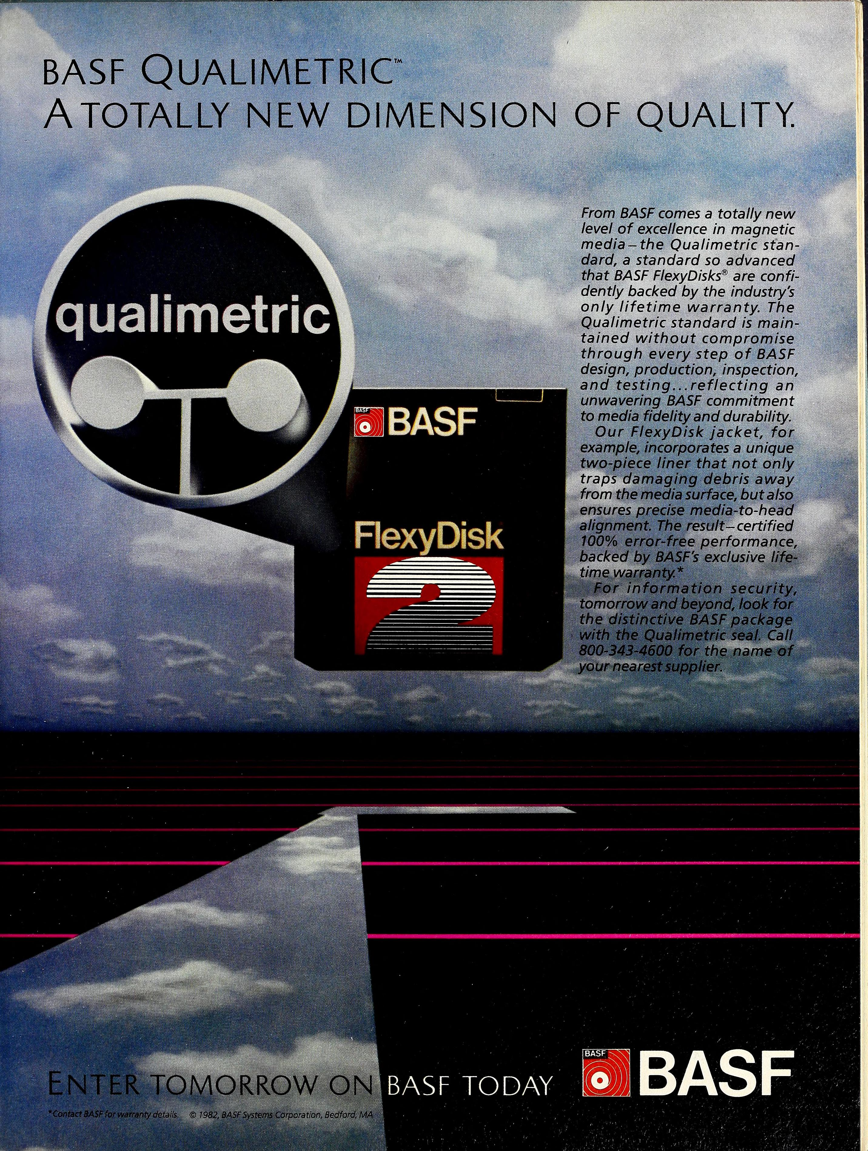 BASF QUALIMETRIC™
A TOTALLY NEW DIMENSION OF QUALITY.
qualimetric
BASF
BASF
FlexyDisk
2
From BASF comes a totally new
level of excellence in magnetic
media–the Qualimetric stan-
dard, a standard so advanced
that BASF FlexyDisks® are confi-
dently backed by the industry's
only lifetime warranty. The
Qualimetric standard is main-
tained without compromise
through every step of BASF
design, production, inspection,
and testing...reflecting an
unwavering BASF commitment
to media fidelity and durability.
Our FlexyDisk jacket, for
example, incorporates a unique
two-piece liner that not only
traps damaging debris away
from the media surface, but also
ensures precise media-to-head
alignment. The result–certified
100% error-free performance,
backed by BASF's exclusive life-
time warranty.*
For information security,
tomorrow and beyond, look for
the distinctive BASF package
with the Qualimetric seal. Call
800-343-4600 for the name of
your nearest supplier.
ENTER TOMORROW ON BASF TODAY
BASF
BASF
*Contact BASF for warranty details. © 1982, BASF Systems Corporation, Bedford, MA